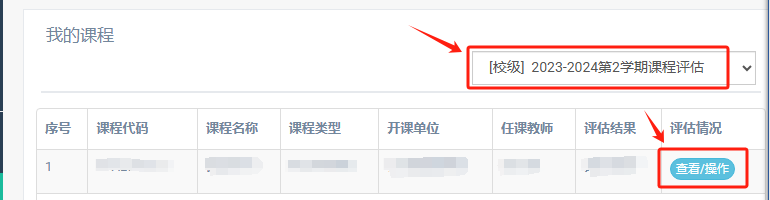 我的课程
[校级] 2023-2024第2学期课程评估
序号 课程代码 课程名称 课程类型 开课单位 任课教师 评估结果 评估情况
1 查看/操作